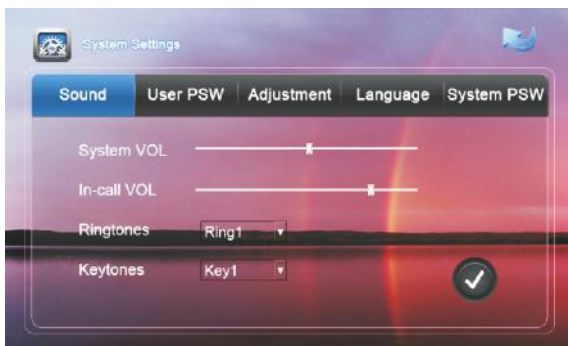 System Settings
Sound User PSW Adjustment Language System PSW
System VOL
In-call VOL
Ringtones Ring1
Keytones Key1